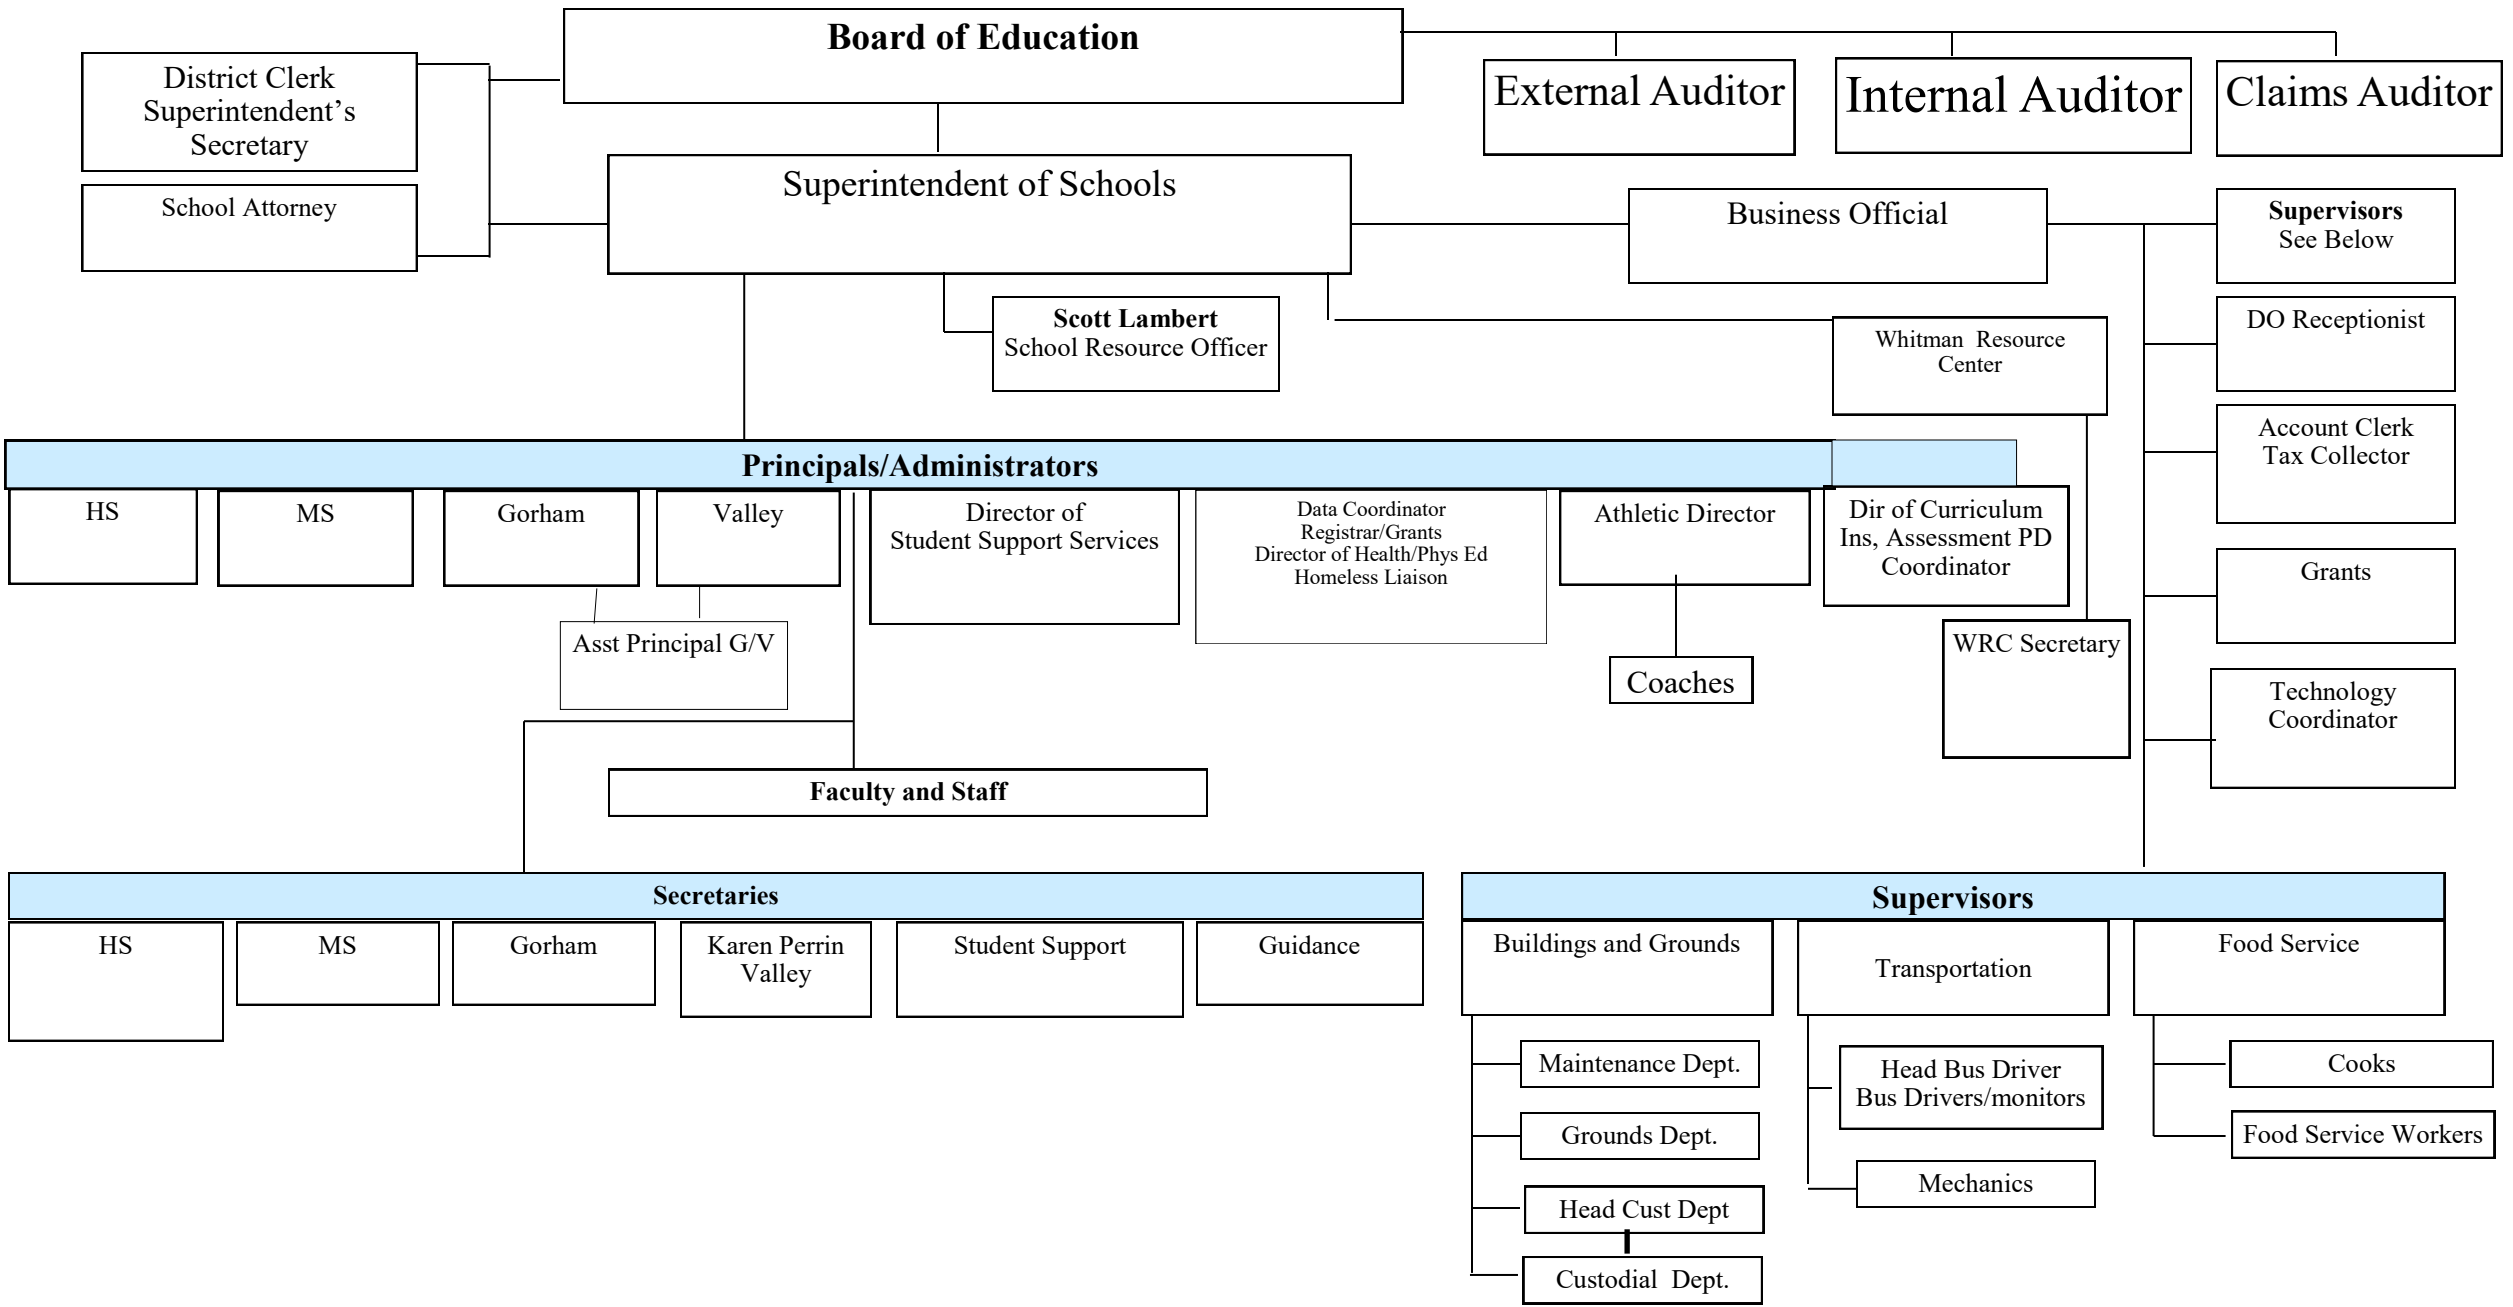 Board of Education
District Clerk
Superintendent’s
Secretary
External Auditor
Internal Auditor
Claims Auditor
School Attorney
Superintendent of Schools
Business Official
Supervisors
See Below
Scott Lambert
School Resource Officer
Whitman  Resource
Center
DO Receptionist
Account Clerk
Tax Collector
Principals/Administrators
HS
MS
Gorham
Valley
Director of
Student Support Services
Data Coordinator
Registrar/Grants
Director of Health/Phys Ed
Homeless Liaison
Athletic Director
Dir of Curriculum
Ins, Assessment PD
Coordinator
Grants
Asst Principal G/V
Coaches
WRC Secretary
Technology
Coordinator
Faculty and Staff
Secretaries
HS
MS
Gorham
Karen Perrin
Valley
Student Support
Guidance
Supervisors
Buildings and Grounds
Transportation
Food Service
Maintenance Dept.
Grounds Dept.
Head Cust Dept
Custodial  Dept.
Head Bus Driver
Bus Drivers/monitors
Mechanics
Cooks
Food Service Workers